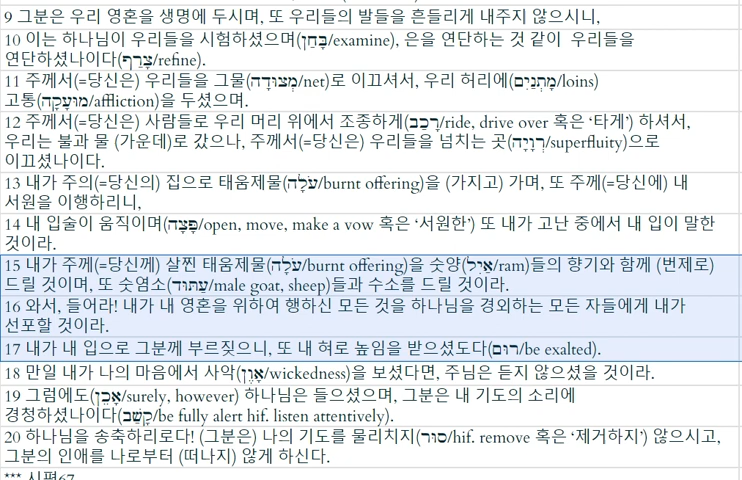 9 그분은 우리 영혼을 생명에 두시며, 또 우리들의 발들을 흔들리게 내주지 않으시니,
10 이는 하나님이 우리들을 시험하셨으며(בָּחַן/examine), 은을 연단하는 것 같이 우리들을
연단하셨나이다(צָרַף/refine).
11 주께서(=당신은) 우리들을 그물(מְצוּדָה/net)로 이끄셔서, 우리 허리에(מָתְנַיִם/loins)
고통(מוּעָקָה/affliction)을 두셨으며.
12 주께서(=당신은) 사람들로 우리 머리 위에서 조종하게(רָכַב/ride, drive over 혹은 ‘타게’) 하셔서,
우리는 불과 물 (가운데)로 갔으나, 주께서(=당신은) 우리들을 넘치는 곳(רְוָיָה/superfluity)으로
이끄셨나이다.
13 내가 주의(=당신의) 집으로 태움제물(עֹלָה/burnt offering)을 (가지고) 가며, 또 주께(=당신에) 내
서원을 이행하리니,
14 내 입술이 움직이며(פָּצָה/open, move, make a vow 혹은 ‘서원한’) 또 내가 고난 중에서 내 입이 말한
것이라.
15 내가 주께(=당신께) 살찐 태움제물(עֹלָה/burnt offering)을 숫양(אַיִל/ram)들의 향기와 함께 (번제로)
드릴 것이며, 또 숫염소(עַתּוּד/male goat, sheep)들과 수소를 드릴 것이라.
16 와서, 들어라! 내가 내 영혼을 위하여 행하신 모든 것을 하나님을 경외하는 모든 자들에게 내가
선포할 것이라.
17 내가 내 입으로 그분께 부르짖으니, 또 내 혀로 높임을 받으셨도다(רוּם/be exalted).
18 만일 내가 나의 마음에서 사악(אָוֶן/wickedness)을 보셨다면, 주님은 듣지 않으셨을 것이라.
19 그럼에도(אָכֵן/surely, however) 하나님은 들으셨으며, 그분은 내 기도의 소리에
경청하셨나이다(קָשַׁב/be fully alert hif. listen attentively).
20 하나님을 송축하리로다! (그분은) 나의 기도를 물리치지(סוּר/hif. remove 혹은 ‘제거하지’) 않으시고,
그분의 인애를 나로부터 (떠나지) 않게 하신다.
*** 시편67